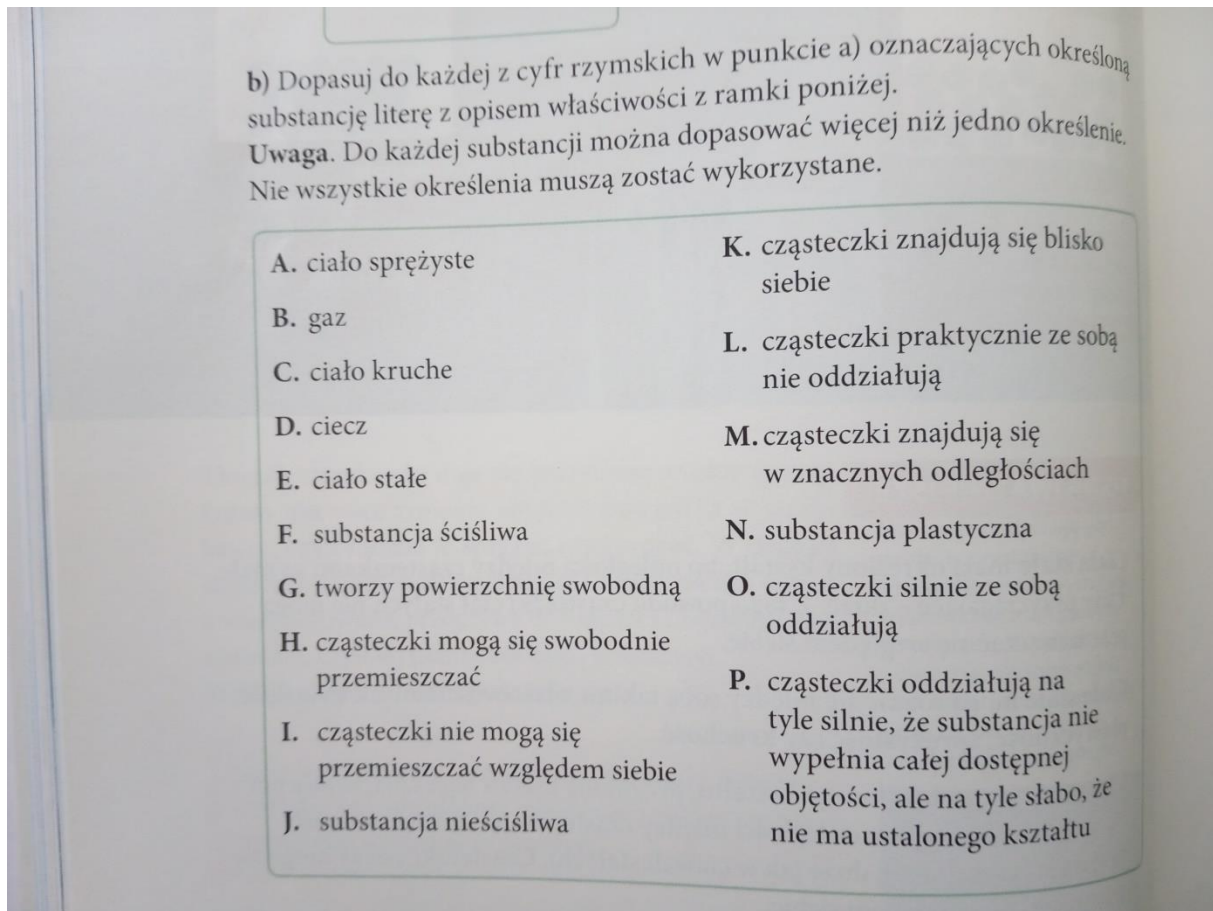 b) Dopasuj do każdej z cyfr rzymskich w punkcie a) oznaczających określoną
substancję literę z opisem właściwości z ramki poniżej.
Uwaga. Do każdej substancji można dopasować więcej niż jedno określenie.
Nie wszystkie określenia muszą zostać wykorzystane.
A. ciało sprężyste
B. gaz
C. ciało kruche
D. ciecz
E. ciało stałe
F. substancja ściśliwa
G. tworzy powierzchnię swobodną
H. cząsteczki mogą się swobodnie
przemieszczać
I. cząsteczki nie mogą się
przemieszczać względem siebie
J. substancja nieściśliwa
K. cząsteczki znajdują się blisko
siebie
L. cząsteczki praktycznie ze sobą
nie oddziałują
M. cząsteczki znajdują się
w znacznych odległościach
N. substancja plastyczna
O. cząsteczki silnie ze sobą
oddziałują
P. cząsteczki oddziałują na
tyle silnie, że substancja nie
wypełnia całej dostępnej
objętości, ale na tyle słabo, że
nie ma ustalonego kształtu